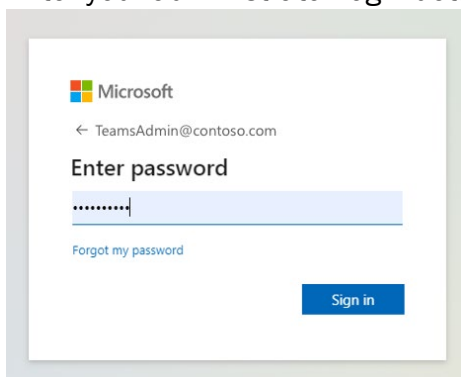 Microsoft
← TeamsAdmin@contoso.com
Enter password
••••••••••
Forgot my password
Sign in